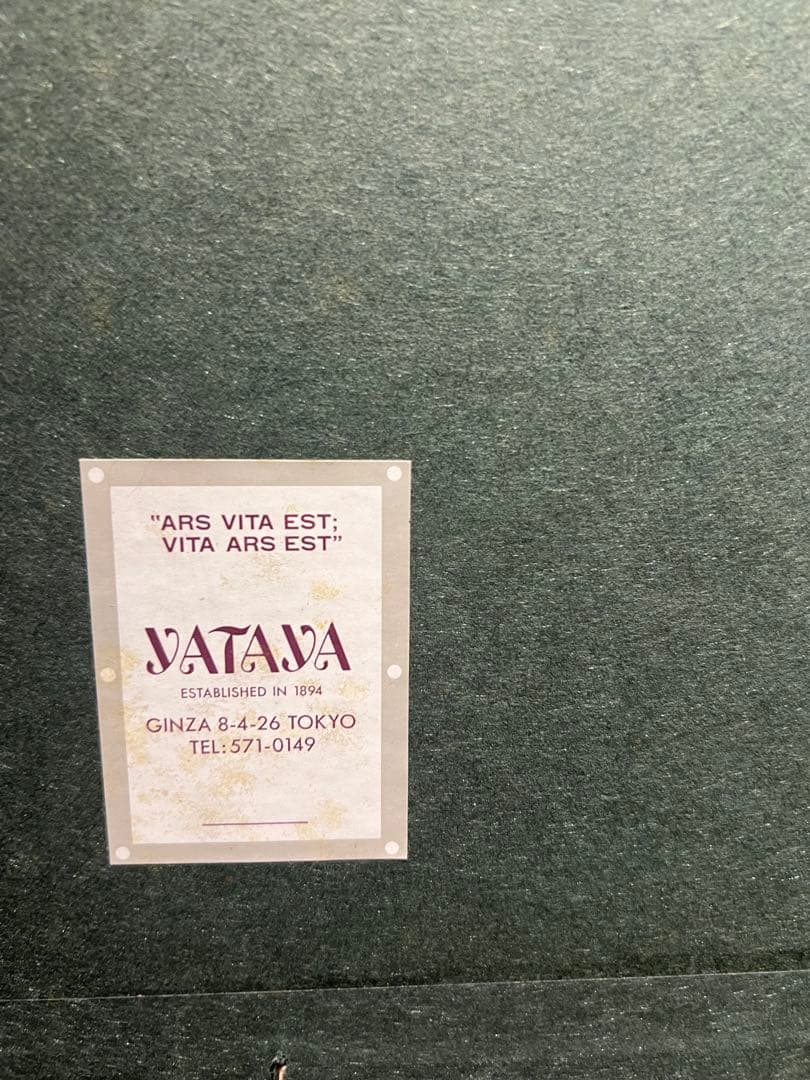 "ARS VITA EST;
VITA ARS EST”
YATAYA
ESTABLISHED IN 1894
GINZA 8-4-26 TOKYO
TEL:571-0149